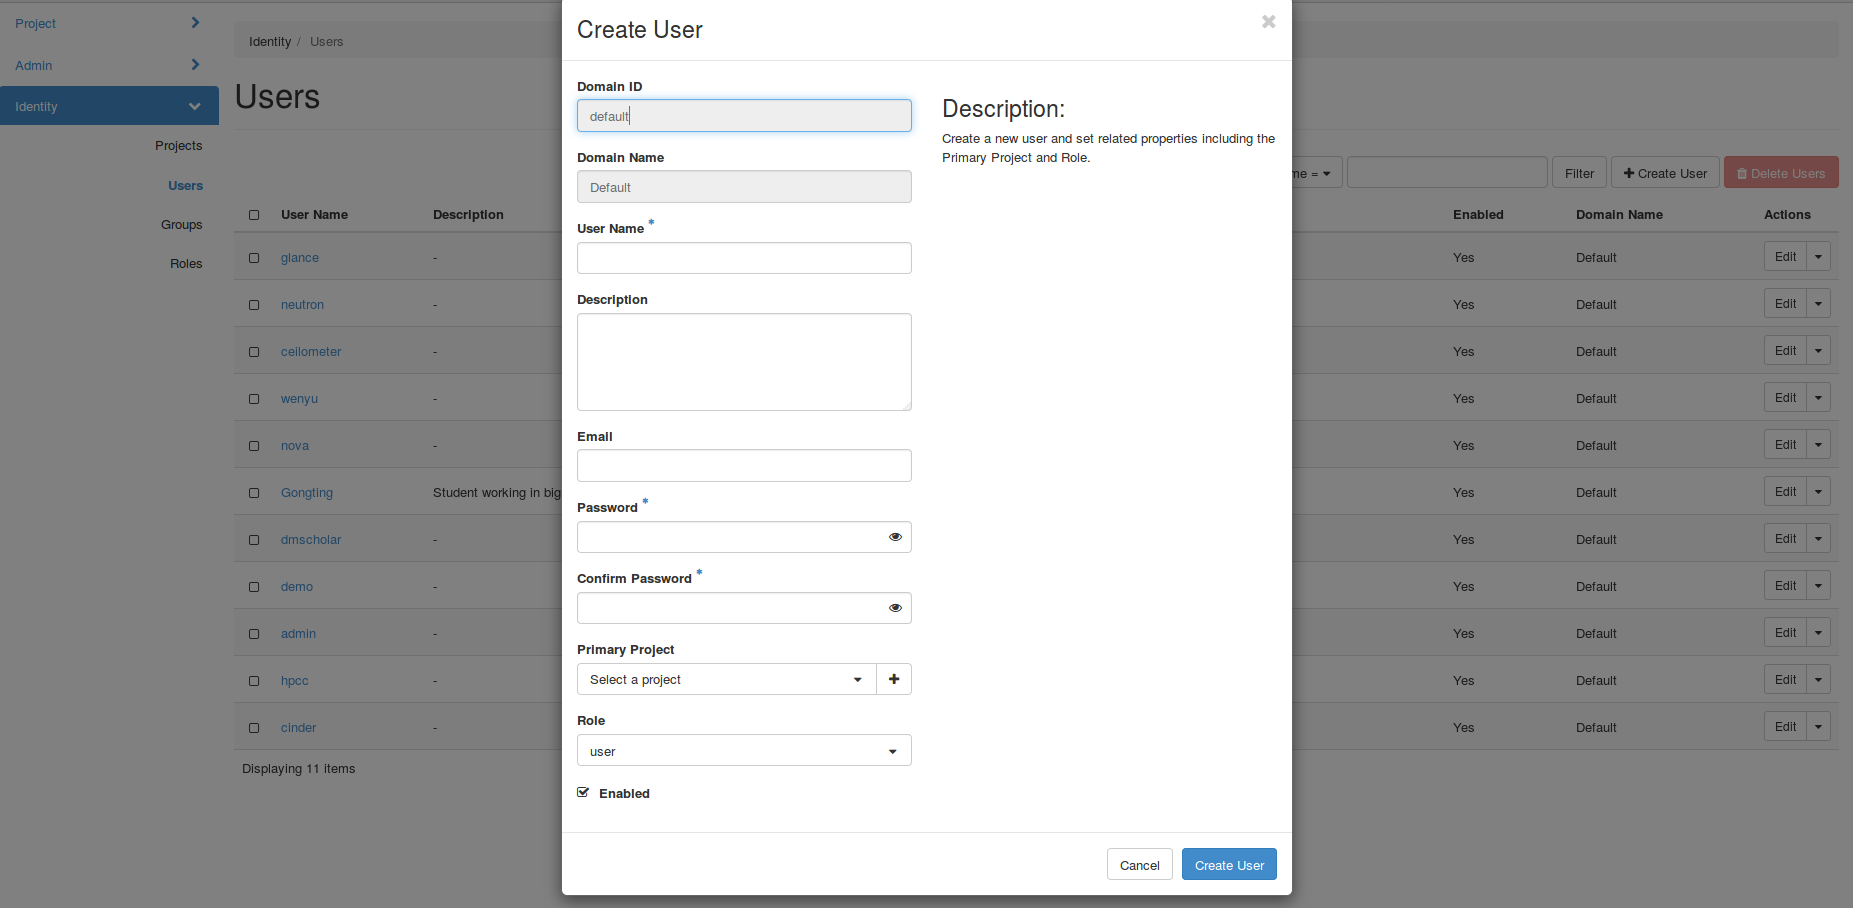 Project
Admin
Identity
Projects
Users
Groups
Roles
Identity / Users
Users
me =
Filter
Create User
Delete Users
User Name Description Enabled Domain Name Actions
glance - Yes Default Edit
neutron - Yes Default Edit
ceilometer - Yes Default Edit
wenyu - Yes Default Edit
nova - Yes Default Edit
Gongting Student working in big Yes Default Edit
dmscholar - Yes Default Edit
demo - Yes Default Edit
admin - Yes Default Edit
hpcc - Yes Default Edit
cinder - Yes Default Edit
Displaying 11 items
Create User
Domain ID
default
Domain Name
Default
User Name *
Description
Email
Password *
Confirm Password *
Primary Project
Select a project
Role
user
Enabled
Description:
Create a new user and set related properties including the
Primary Project and Role.
Cancel
Create User